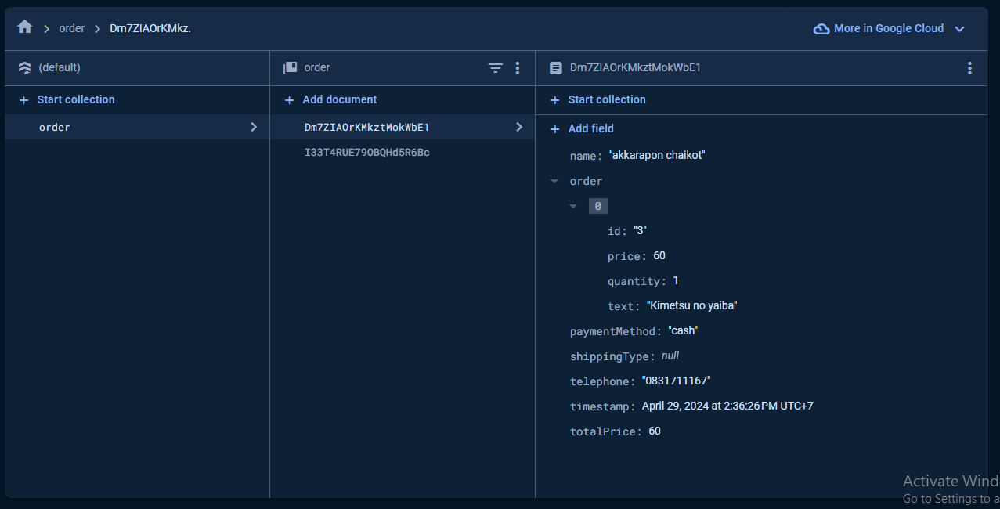 order Dm7ZIAOrKMkz. More in Google Cloud
(default) order Dm7ZIAOrKMkztMokWbE1
+ Start collection + Add document + Start collection
order Dm7ZIAOrKMkztMokWbE1
+ Add field
I33T4RUE79OBQHd5R6Bc
name: "akkarapon chaikot"
order
0
id: "3"
price: 60
quantity: 1
text: "Kimetsu no yaiba"
paymentMethod: "cash"
shippingType: null
telephone: "0831711167"
timestamp: April 29, 2024 at 2:36:26 PM UTC+7
totalPrice: 60
Activate Wind
Go to Settings to a